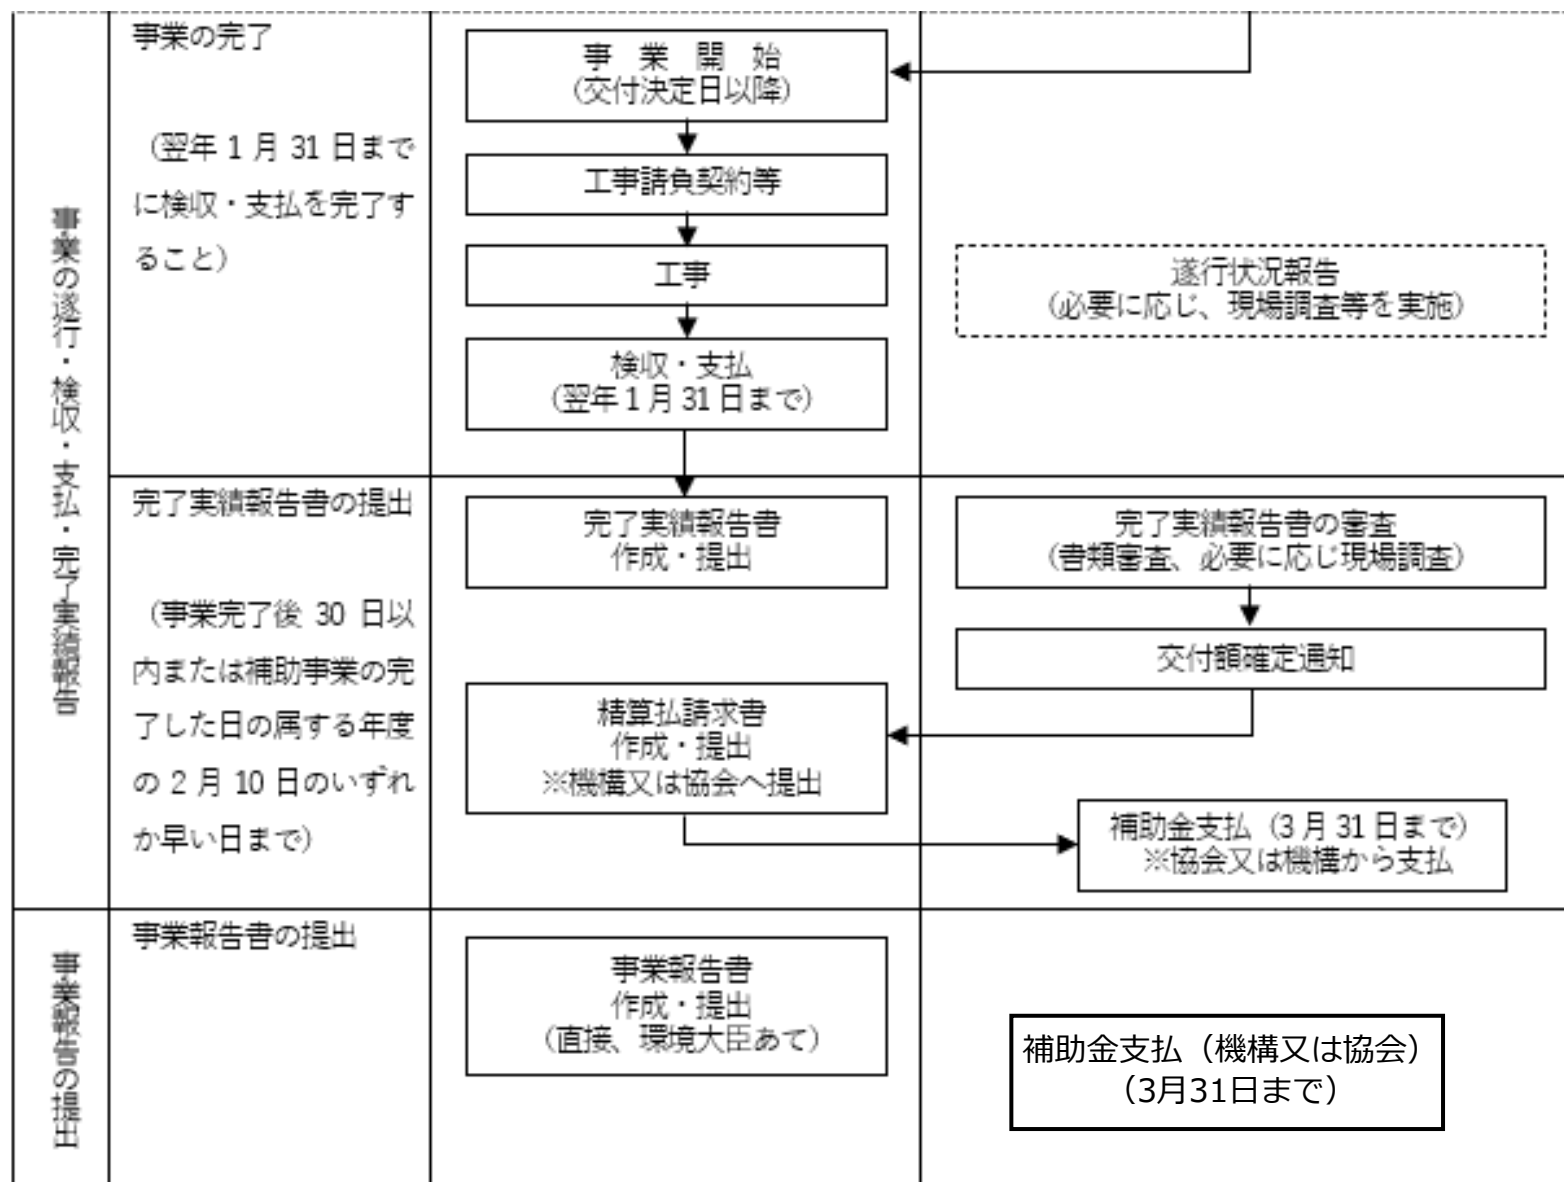 事業の遂行・検収・支払・完了実績報告
事業の完了
（翌年 1 月 31 日まで
に検収・支払を完了す
ること）
事　業　開　始
（交付決定日以降）
工事請負契約等
工事
検収・支払
（翌年 1 月 31 日まで）
遂行状況報告
（必要に応じ、現場調査等を実施）
完了実績報告書の提出
（事業完了後 30 日以
内または補助事業の完
了した日の属する年度
の 2 月 10 日のいずれ
か早い日まで）
完了実績報告書
作成・提出
完了実績報告書の審査
（書類審査、必要に応じ現場調査）
交付額確定通知
精算払請求書
作成・提出
※機構又は協会へ提出
補助金支払（3 月 31 日まで）
※協会又は機構から支払
事業報告書の提出
事業報告書の提出
事業報告書
作成・提出
（直接、環境大臣あて）
補助金支払（機構又は協会）
（3月31日まで）